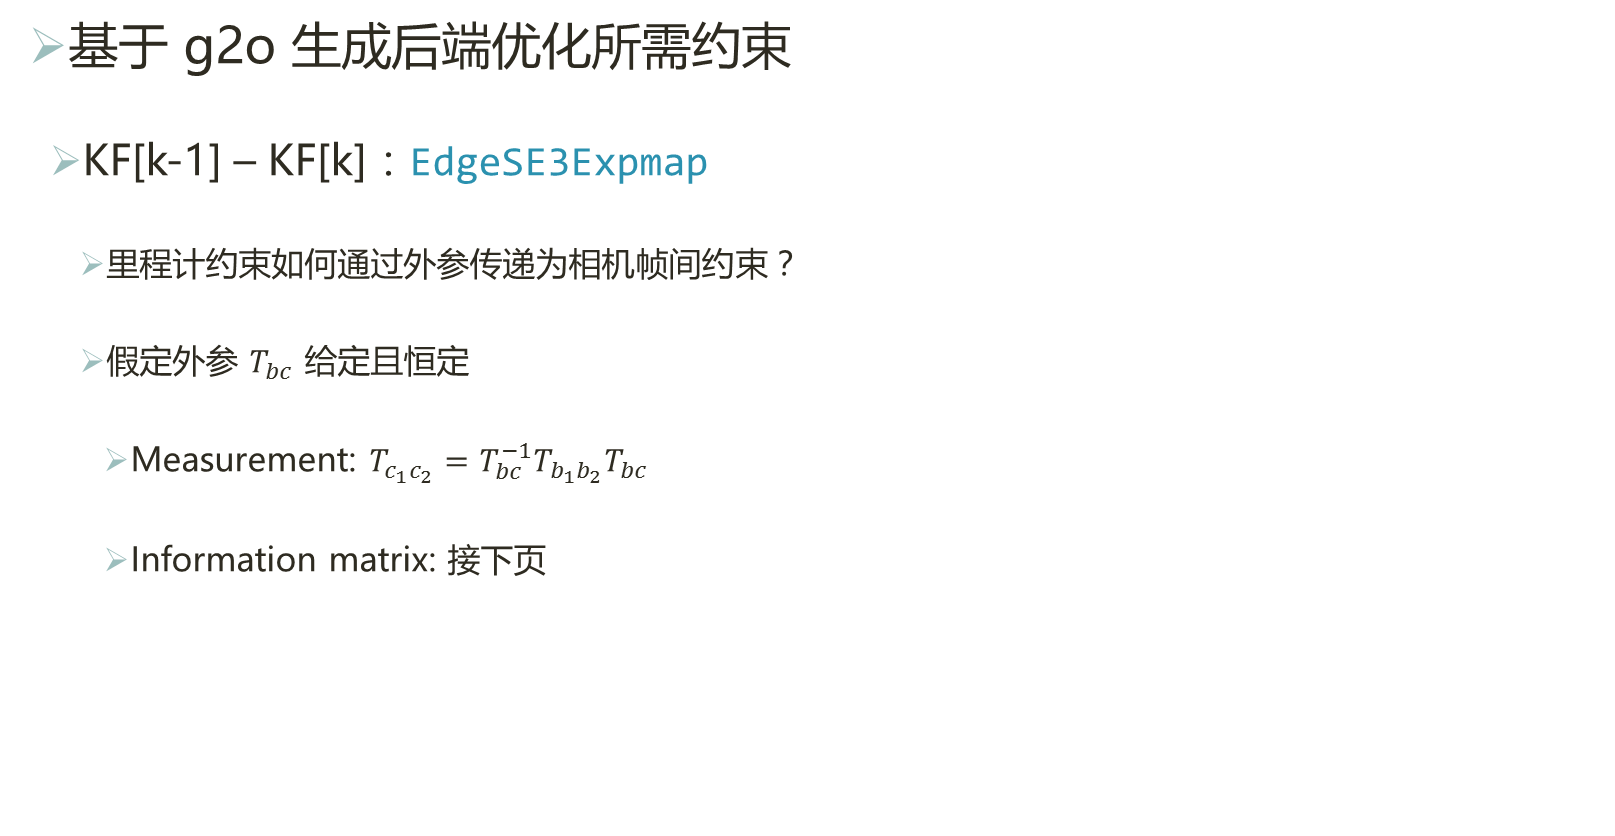 ➢基于 g2o 生成后端优化所需约束
➢KF[k-1] – KF[k]：EdgeSE3Expmap
➢里程计约束如何通过外参传递为相机帧间约束？
➢假定外参 $T_{bc}$ 给定且恒定
➢Measurement: $T_{c_1c_2} = T_{bc}^{-1}T_{b_1b_2}T_{bc}$
➢Information matrix: 接下页